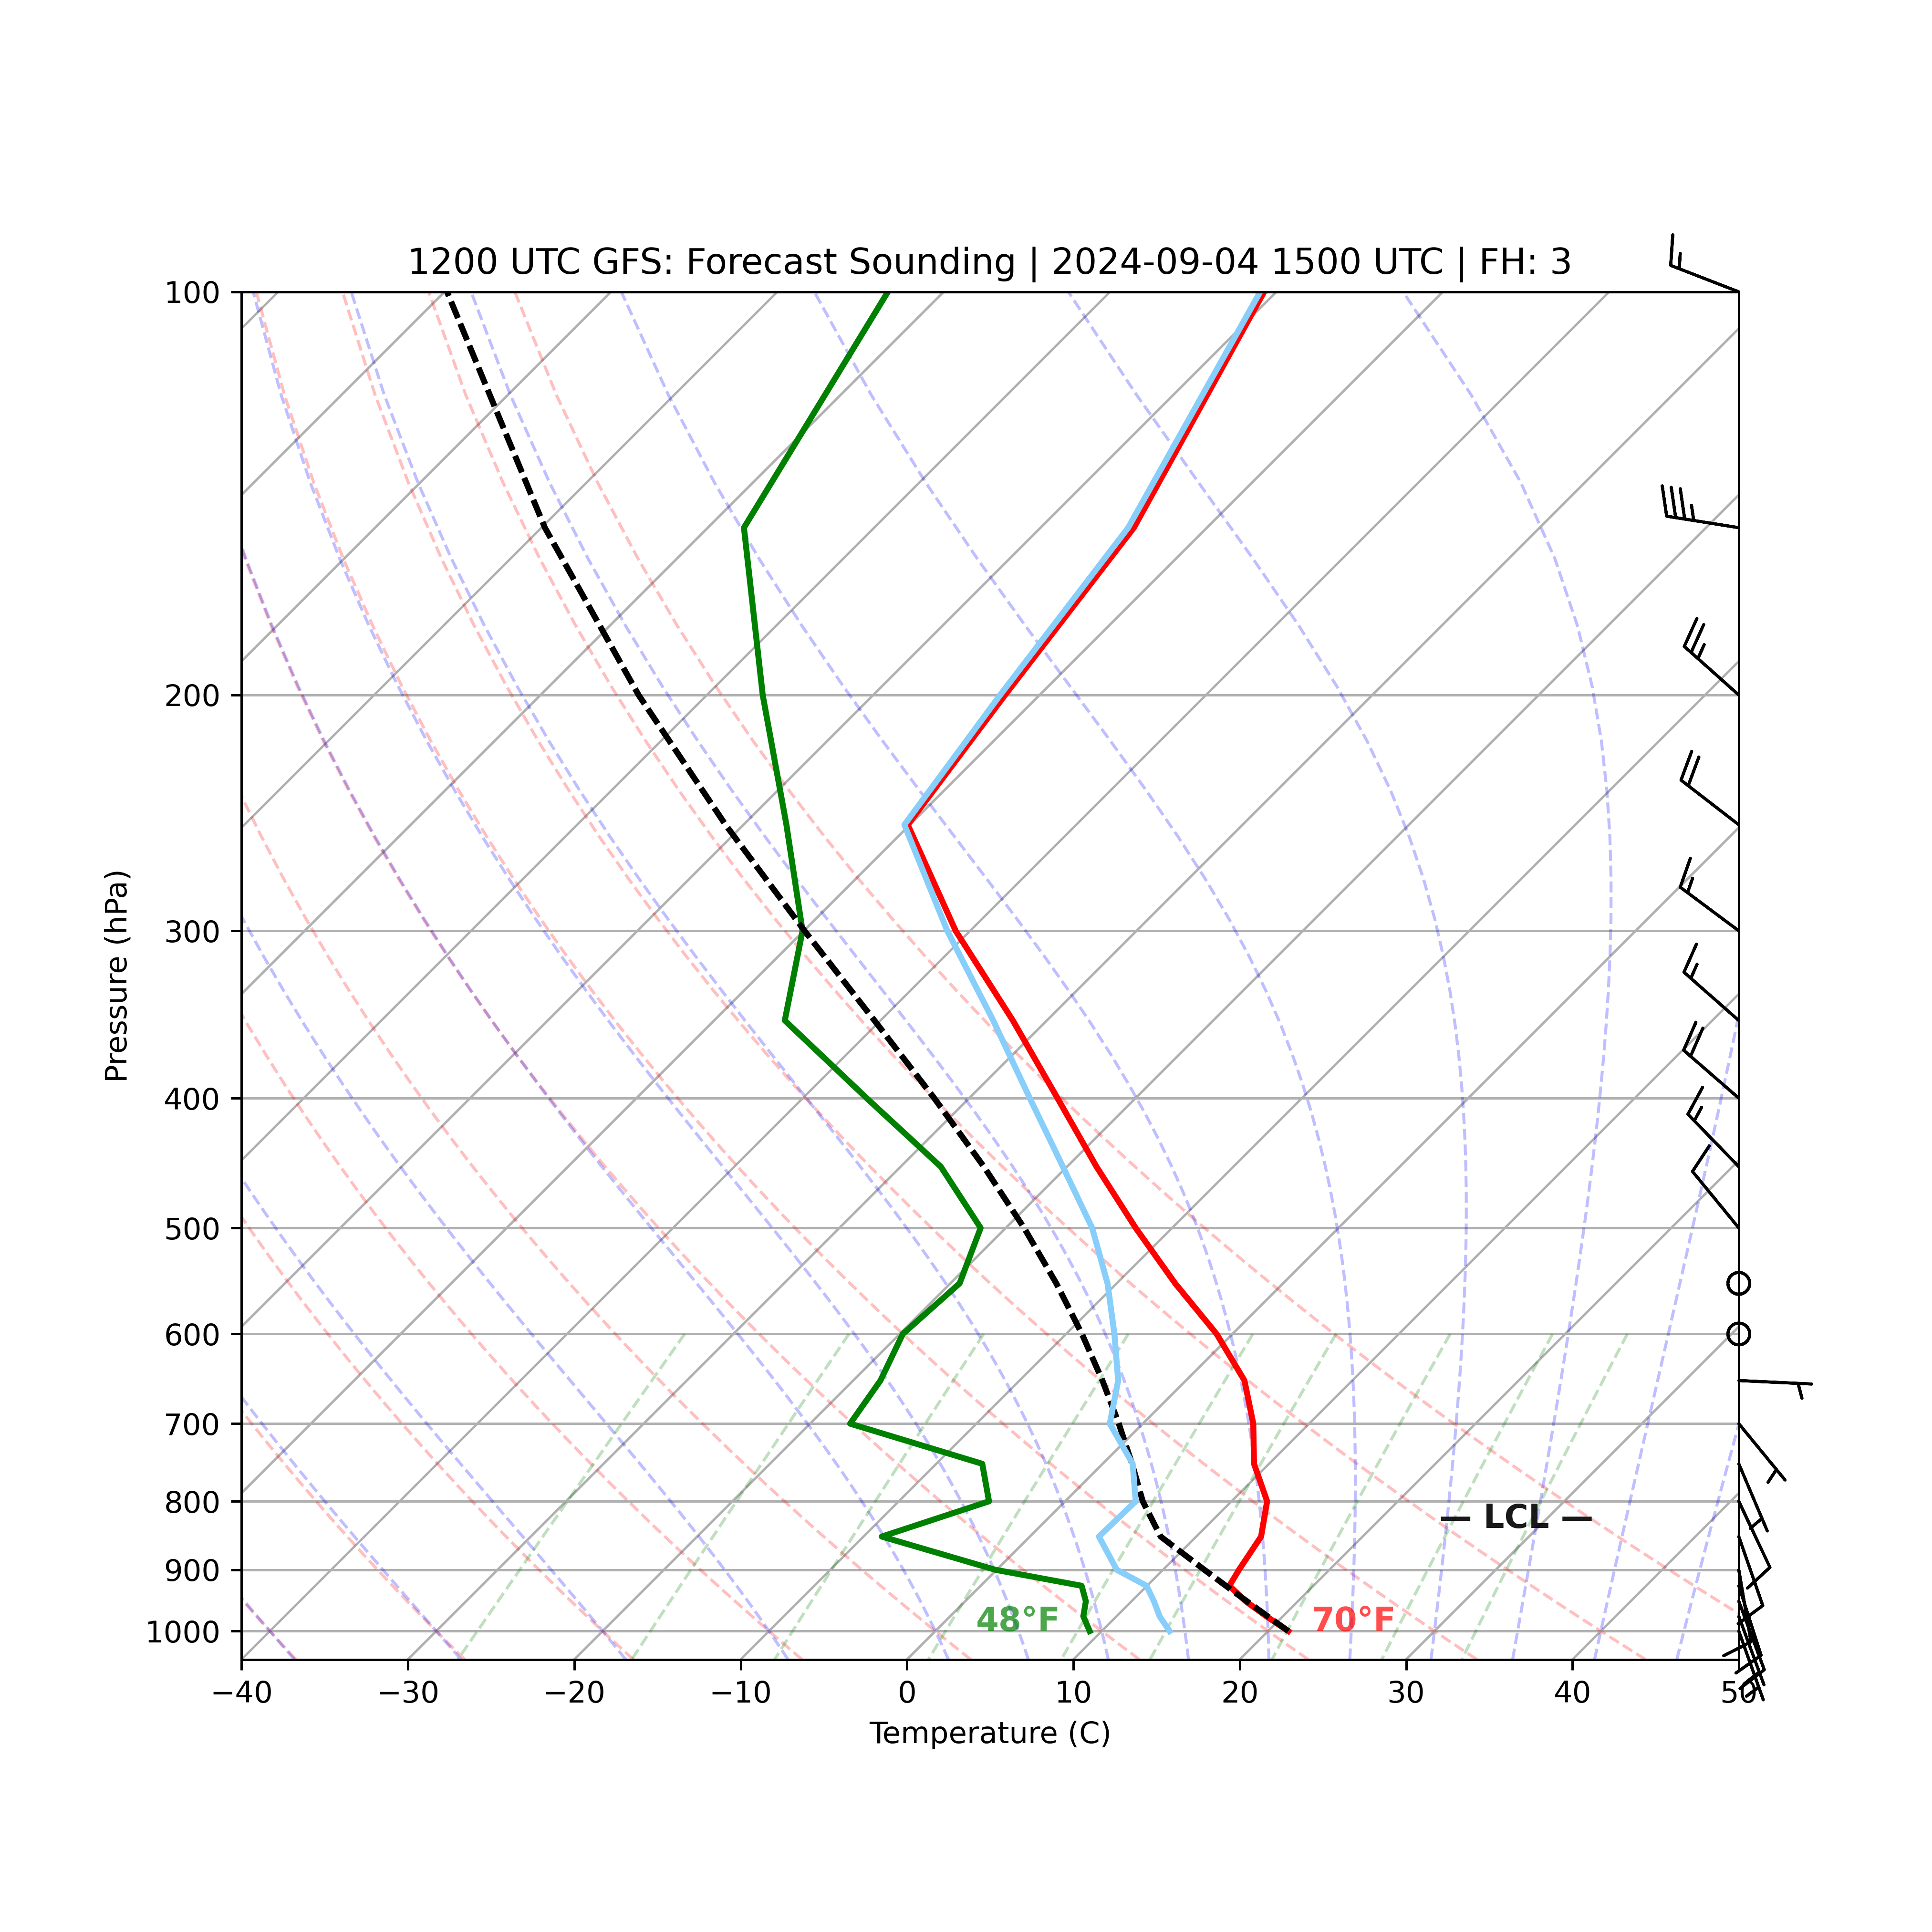 1200 UTC GFS: Forecast Sounding | 2024-09-04 1500 UTC | FH: 3
100
200
300
400
500
600
700
800
900
1000
Pressure (hPa)
— LCL —
48°F
70°F
−40 −30 −20 −10 0 10 20 30 40 50
Temperature (C)